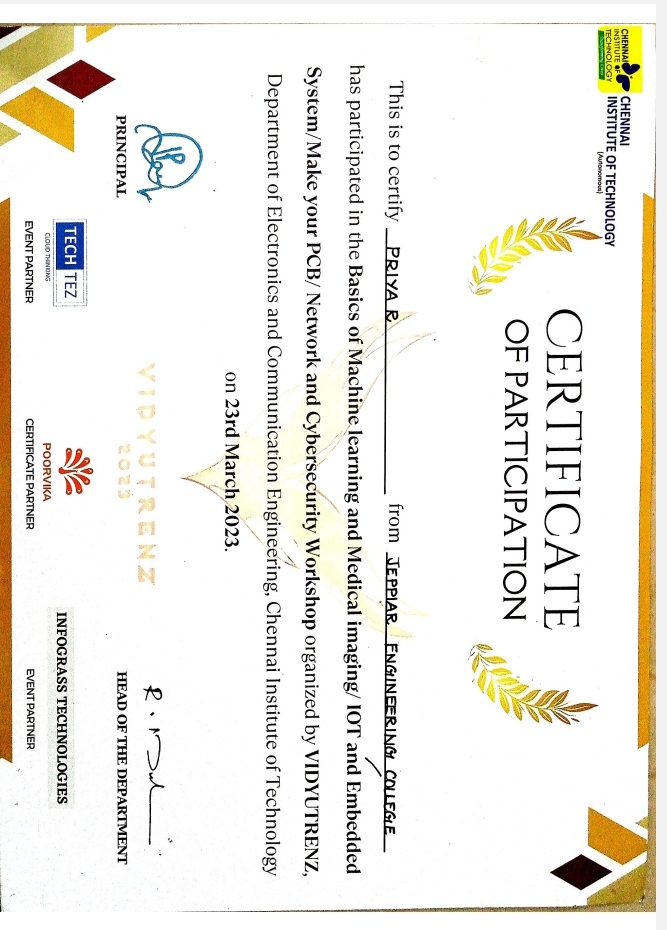 CHENNAI
INSTITUTE OF
TECHNOLOGY
Transforming Lives
CHENNAI
INSTITUTE OF TECHNOLOGY
(Autonomous)
CERTIFICATE
OF PARTICIPATION
This is to certify PRIYA R from JEPPIAR ENGINEERING COLLEGE
has participated in the Basics of Machine learning and Medical imaging/ IOT and Embedded
System/Make your PCB/ Network and Cybersecurity Workshop organized by VIDYUTRENZ,
Department of Electronics and Communication Engineering, Chennai Institute of Technology
on 23rd March 2023.
VIDYUTRENZ
2023
PRINCIPAL
HEAD OF THE DEPARTMENT
TECH TEZ
CLOUD THINKING
EVENT PARTNER
POORVIKA
CERTIFICATE PARTNER
INFOGRASS TECHNOLOGIES
EVENT PARTNER